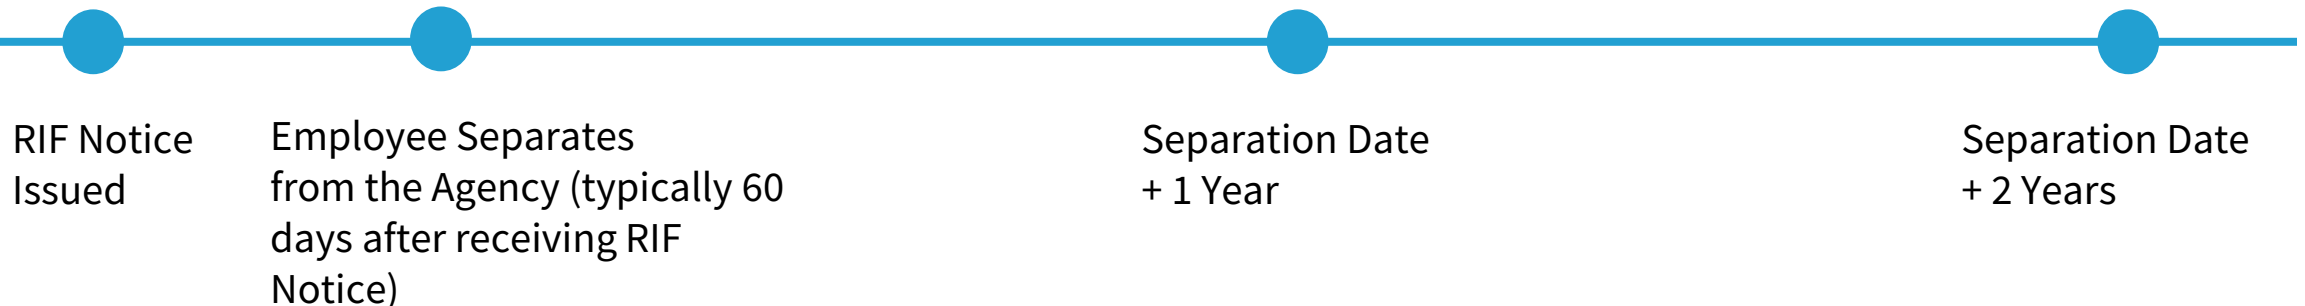 RIF Notice
Issued
Employee Separates
from the Agency (typically 60
days after receiving RIF
Notice)
Separation Date
+ 1 Year
Separation Date
+ 2 Years